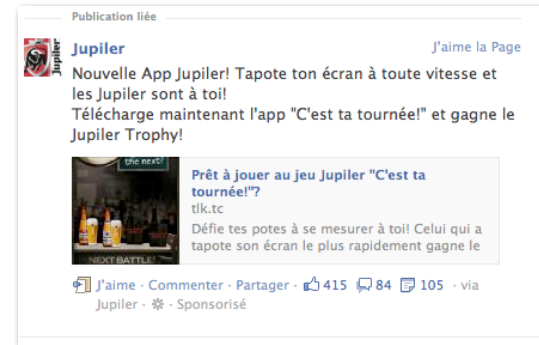 Publication liée
Jupiler
J'aime la Page
Jupiler
Nouvelle App Jupiler! Tapote ton écran à toute vitesse et
les Jupiler sont à toi!
Télécharge maintenant l'app "C'est ta tournée!" et gagne le
Jupiler Trophy!
the next?
NEXT BATTLE!
Prêt à jouer au jeu Jupiler "C'est ta
tournée!"?
tlk.tc
Défie tes potes à se mesurer à toi! Celui qui a
tapote son écran le plus rapidement gagne le
J'aime · Commenter · Partager · 415 84 105 · via
Jupiler · Sponsorisé